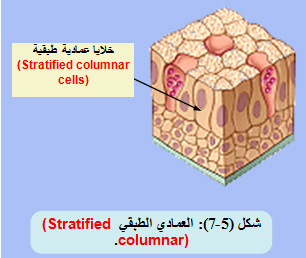 خلايا عمادية طبقية
(Stratified columnar
cells)
شكل (5-7): العمادي الطبقي (Stratified
columnar).